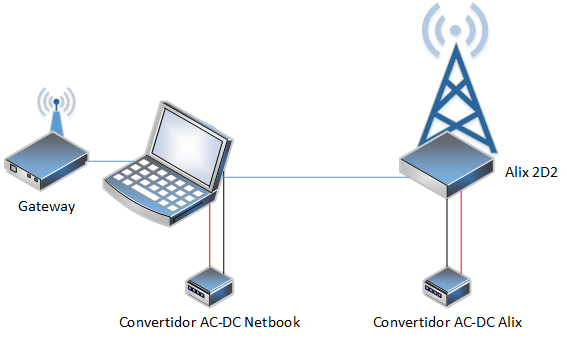 Alix 2D2
Gateway
Convertidor AC-DC Netbook
Convertidor AC-DC Alix